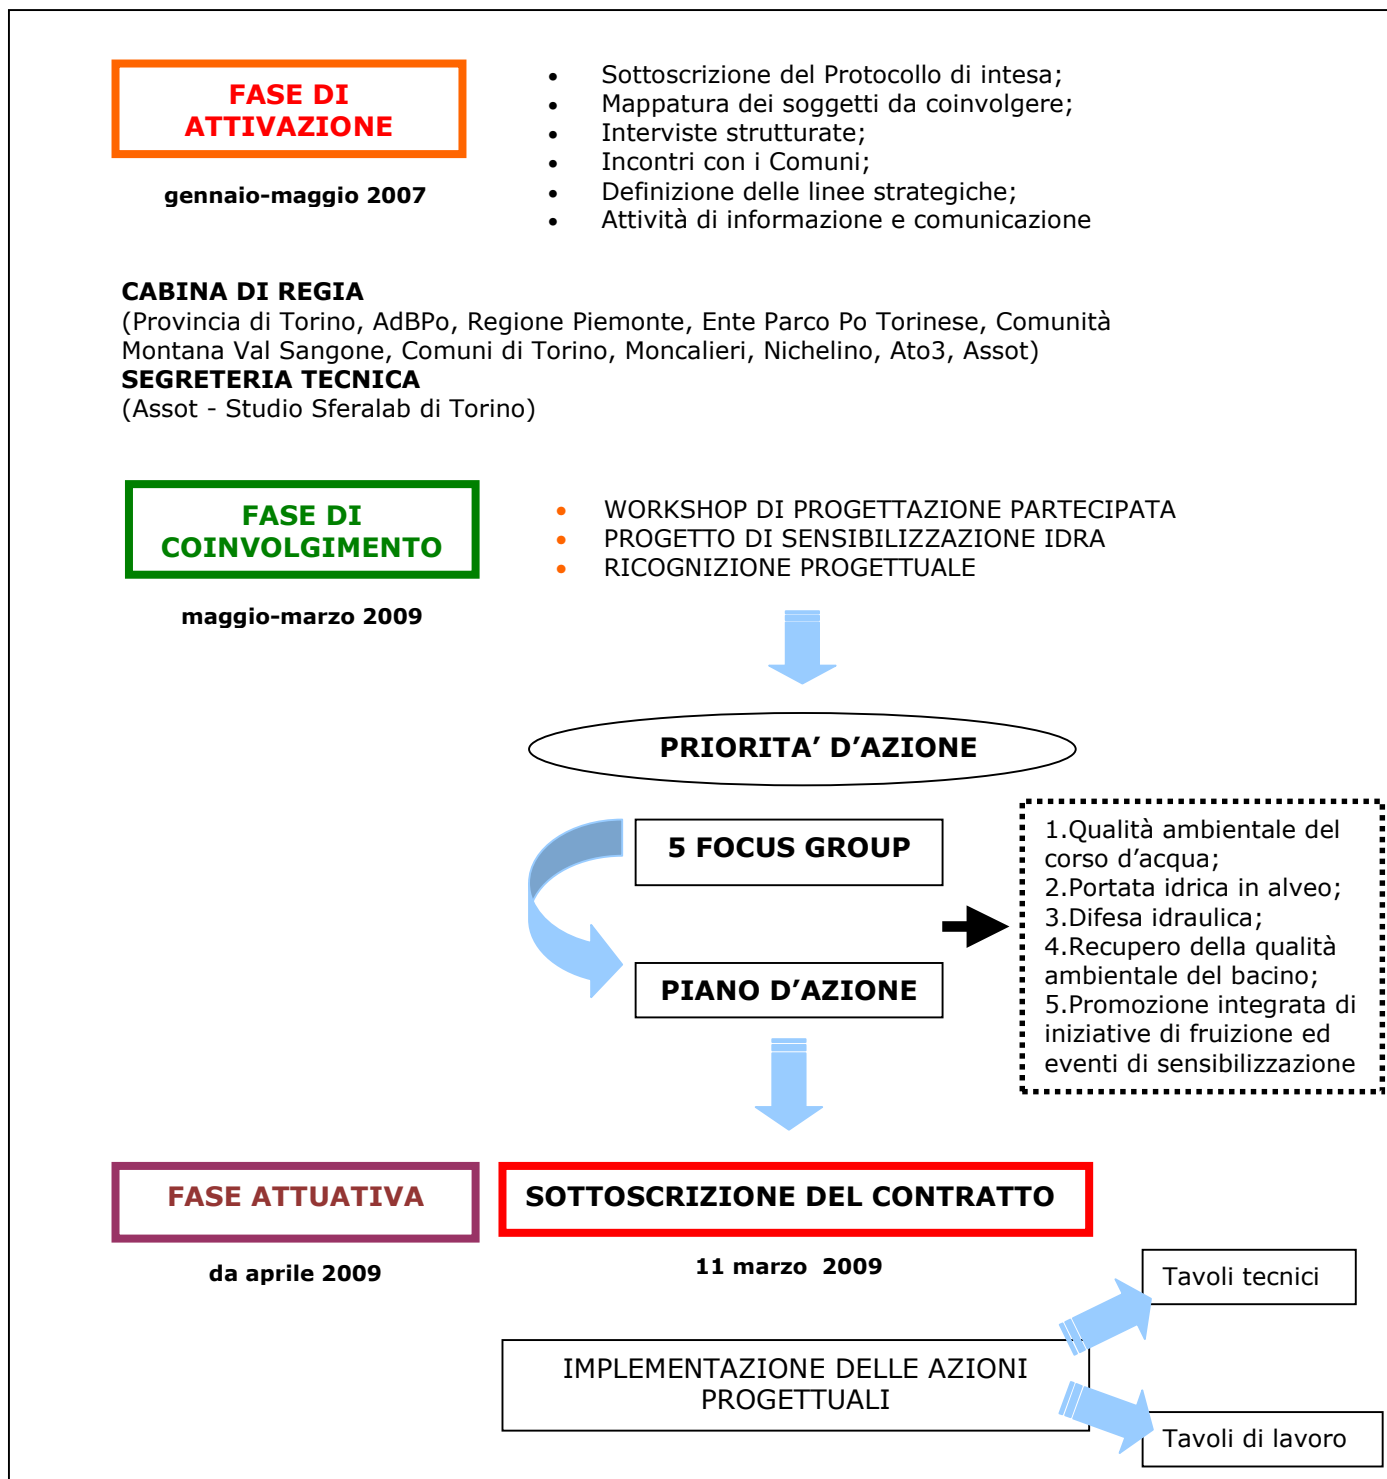 FASE DI
ATTIVAZIONE
gennaio-maggio 2007
• Sottoscrizione del Protocollo di intesa;
• Mappatura dei soggetti da coinvolgere;
• Interviste strutturate;
• Incontri con i Comuni;
• Definizione delle linee strategiche;
• Attività di informazione e comunicazione
CABINA DI REGIA
(Provincia di Torino, AdBPo, Regione Piemonte, Ente Parco Po Torinese, Comunità
Montana Val Sangone, Comuni di Torino, Moncalieri, Nichelino, Ato3, Assot)
SEGRETERIA TECNICA
(Assot - Studio Sferalab di Torino)
FASE DI
COINVOLGIMENTO
maggio-marzo 2009
• WORKSHOP DI PROGETTAZIONE PARTECIPATA
• PROGETTO DI SENSIBILIZZAZIONE IDRA
• RICOGNIZIONE PROGETTUALE
PRIORITA’ D’AZIONE
5 FOCUS GROUP
PIANO D’AZIONE
1.Qualità ambientale del
corso d’acqua;
2.Portata idrica in alveo;
3.Difesa idraulica;
4.Recupero della qualità
ambientale del bacino;
5.Promozione integrata di
iniziative di fruizione ed
eventi di sensibilizzazione
FASE ATTUATIVA
da aprile 2009
SOTTOSCRIZIONE DEL CONTRATTO
11 marzo 2009
IMPLEMENTAZIONE DELLE AZIONI
PROGETTUALI
Tavoli tecnici
Tavoli di lavoro